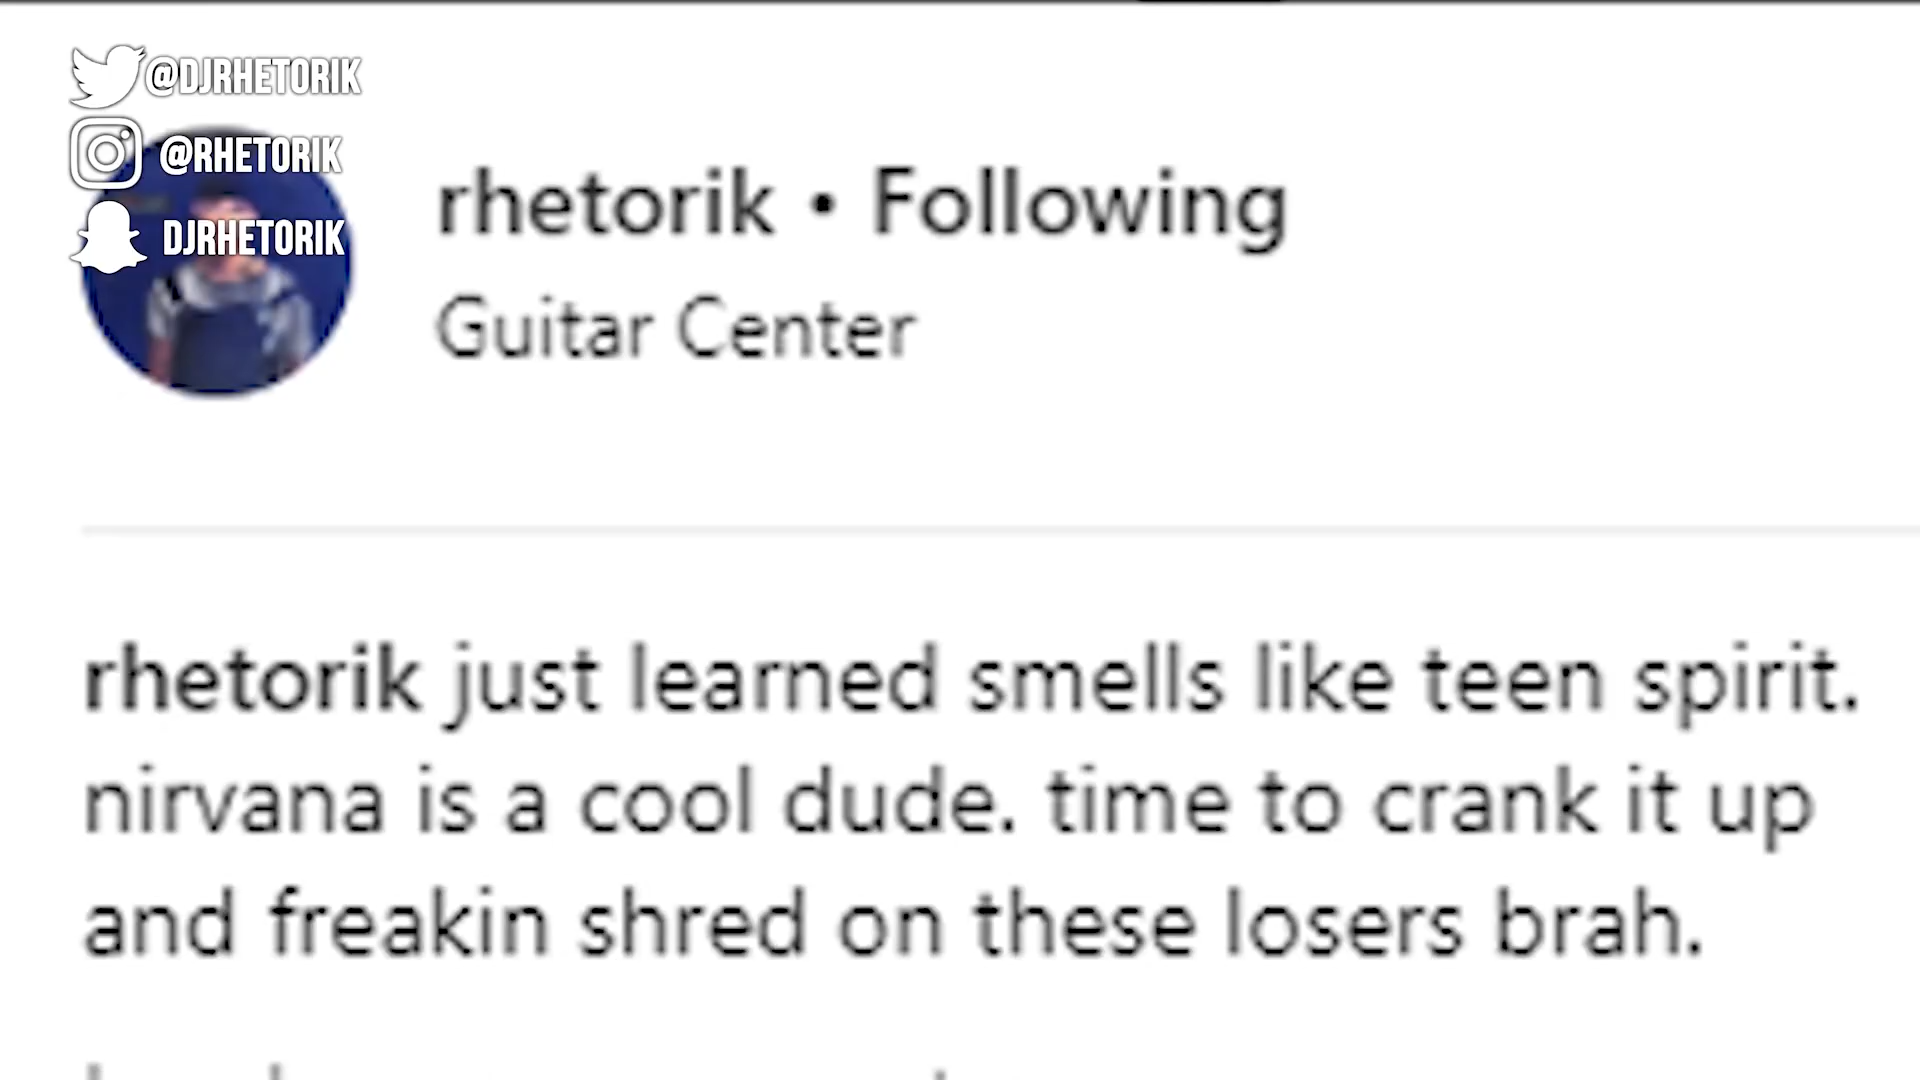 @DJRHETORIK
@RHETORIK
DJRHETORIK
rhetorik • Following
Guitar Center
rhetorik just learned smells like teen spirit.
nirvana is a cool dude. time to crank it up
and freakin shred on these losers brah.